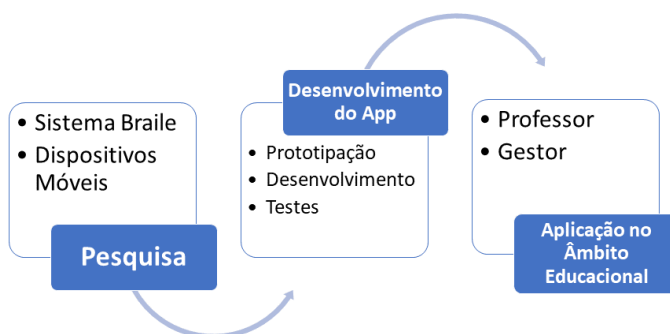 • Sistema Braile
• Dispositivos
Móveis
Pesquisa
Desenvolvimento
do App
• Prototipação
• Desenvolvimento
• Testes
• Professor
• Gestor
Aplicação no
Âmbito
Educacional